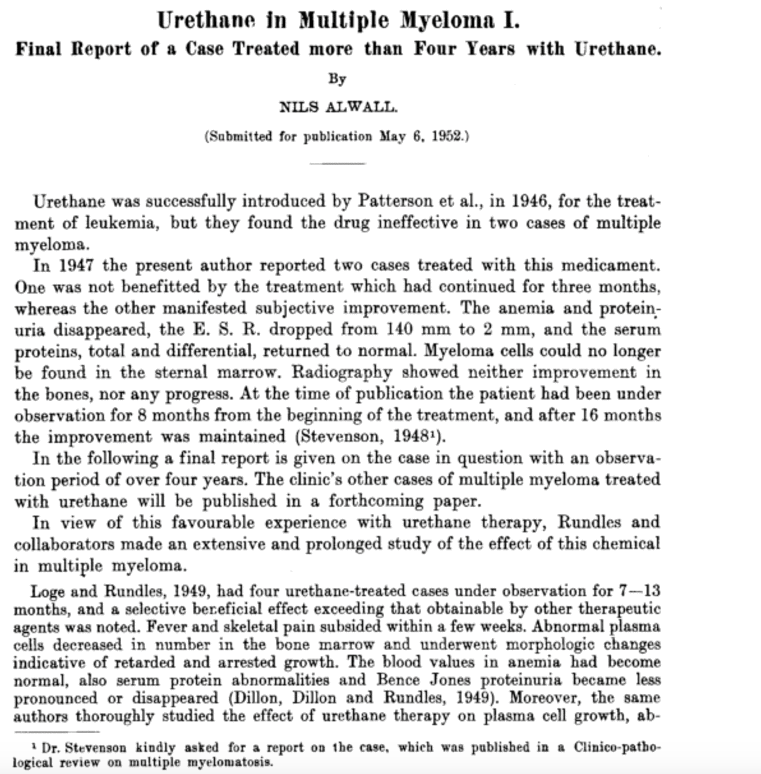 Urethane in Multiple Myeloma I.
Final Report of a Case Treated more than Four Years with Urethane.
By
NILS ALWALL.
(Submitted for publication May 6, 1952.)
Urethane was successfully introduced by Patterson et al., in 1946, for the treat-
ment of leukemia, but they found the drug ineffective in two cases of multiple
myeloma.
In 1947 the present author reported two cases treated with this medicament.
One was not benefitted by the treatment which had continued for three months,
whereas the other manifested subjective improvement. The anemia and protein-
uria disappeared, the E. S. R. dropped from 140 mm to 2 mm, and the serum
proteins, total and differential, returned to normal. Myeloma cells could no longer
be found in the sternal marrow. Radiography showed neither improvement in
the bones, nor any progress. At the time of publication the patient had been under
observation for 8 months from the beginning of the treatment, and after 16 months
the improvement was maintained (Stevenson, 1948¹).
In the following a final report is given on the case in question with an observa-
tion period of over four years. The clinic's other cases of multiple myeloma treated
with urethane will be published in a forthcoming paper.
In view of this favourable experience with urethane therapy, Rundles and
collaborators made an extensive and prolonged study of the effect of this chemical
in multiple myeloma.
Loge and Rundles, 1949, had four urethane-treated cases under observation for 7—13
months, and a selective beneficial effect exceeding that obtainable by other therapeutic
agents was noted. Fever and skeletal pain subsided within a few weeks. Abnormal plasma
cells decreased in number in the bone marrow and underwent morphologic changes
indicative of retarded and arrested growth. The blood values in anemia had become
normal, also serum protein abnormalities and Bence Jones proteinuria became less
pronounced or disappeared (Dillon, Dillon and Rundles, 1949). Moreover, the same
authors thoroughly studied the effect of urethane therapy on plasma cell growth, ab-
¹ Dr. Stevenson kindly asked for a report on the case, which was published in a Clinico-patho-
logical review on multiple myelomatosis.